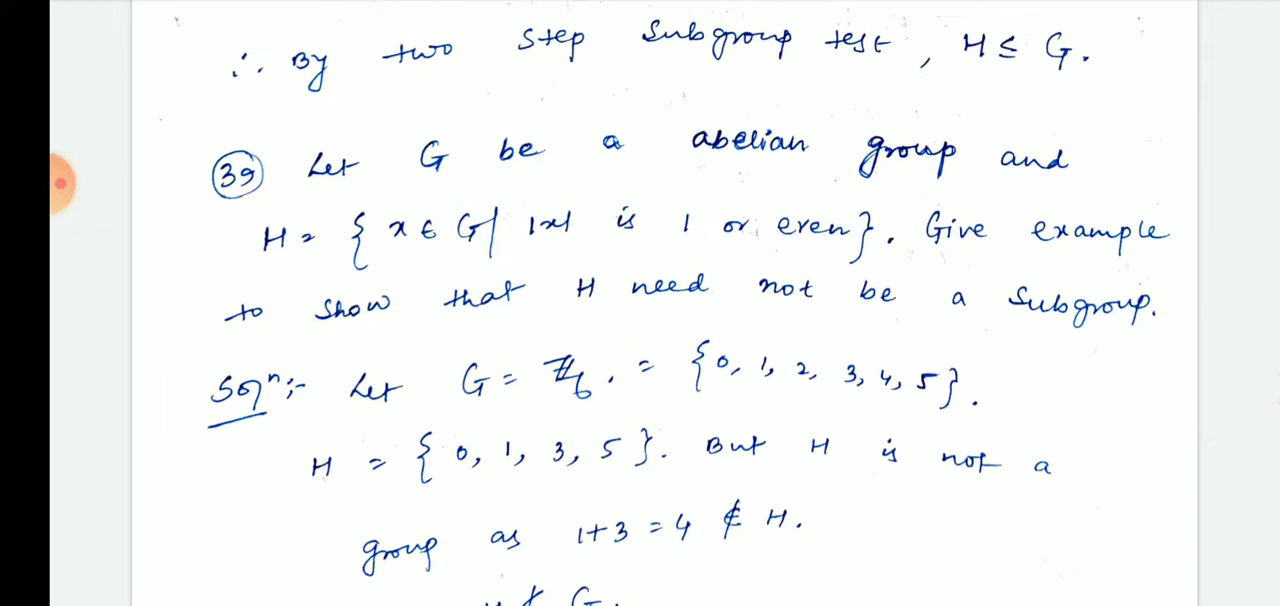 ∴ By two step subgroup test, H ≤ G.
(39) Let G be a abelian group and
H = { x ∈ G | |x| is 1 or even}. Give example
to show that H need not be a subgroup.
Solⁿ:- Let G = ℤ₆ = {0, 1, 2, 3, 4, 5}.
H = {0, 1, 3, 5}. But H is not a
group as 1+3 = 4 ∉ H.
G.